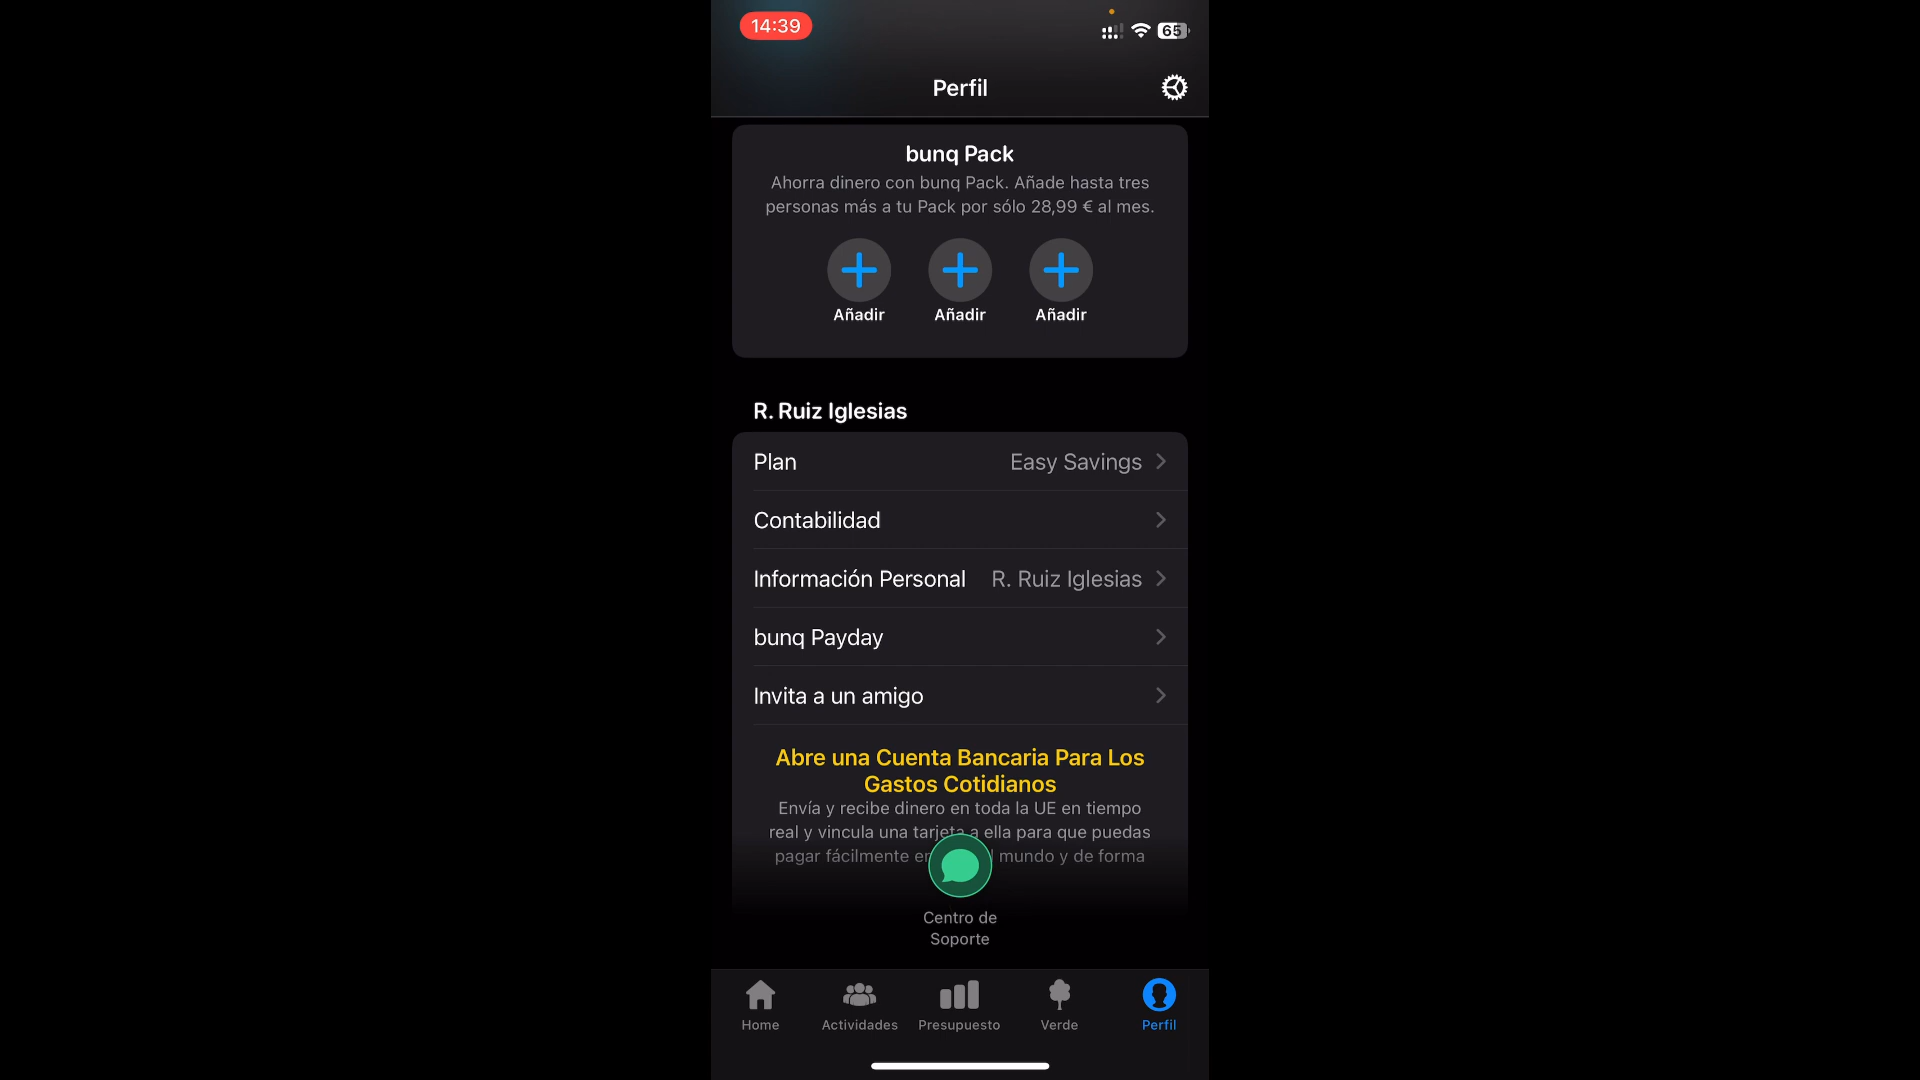 14:39
65
Perfil
bunq Pack
Ahorra dinero con bunq Pack. Añade hasta tres
personas más a tu Pack por sólo 28,99 € al mes.
Añadir Añadir Añadir
R. Ruiz Iglesias
Plan Easy Savings
Contabilidad
Información Personal R. Ruiz Iglesias
bunq Payday
Invita a un amigo
Abre una Cuenta Bancaria Para Los
Gastos Cotidianos
Envía y recibe dinero en toda la UE en tiempo
real y vincula una tarjeta a ella para que puedas
pagar fácilmente mundo y de forma
Centro de
Soporte
Home Actividades Presupuesto Verde Perfil